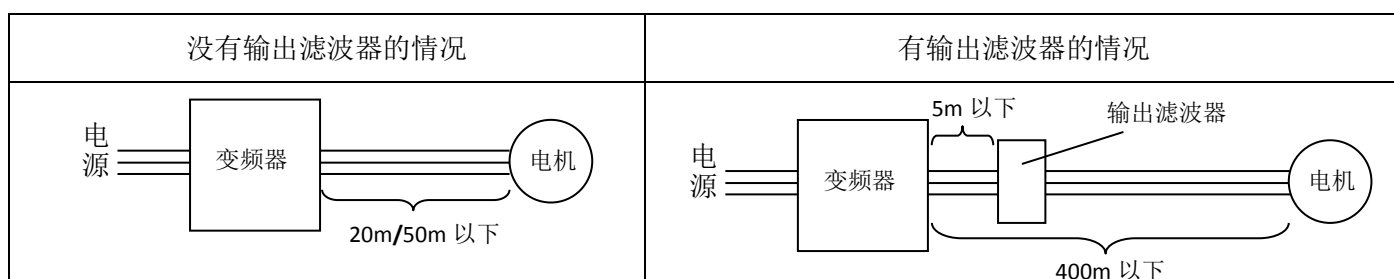 没有输出滤波器的情况
有输出滤波器的情况
电
源
变频器
电机
20m/50m 以下
5m 以下
输出滤波器
电
源
变频器
电机
400m 以下